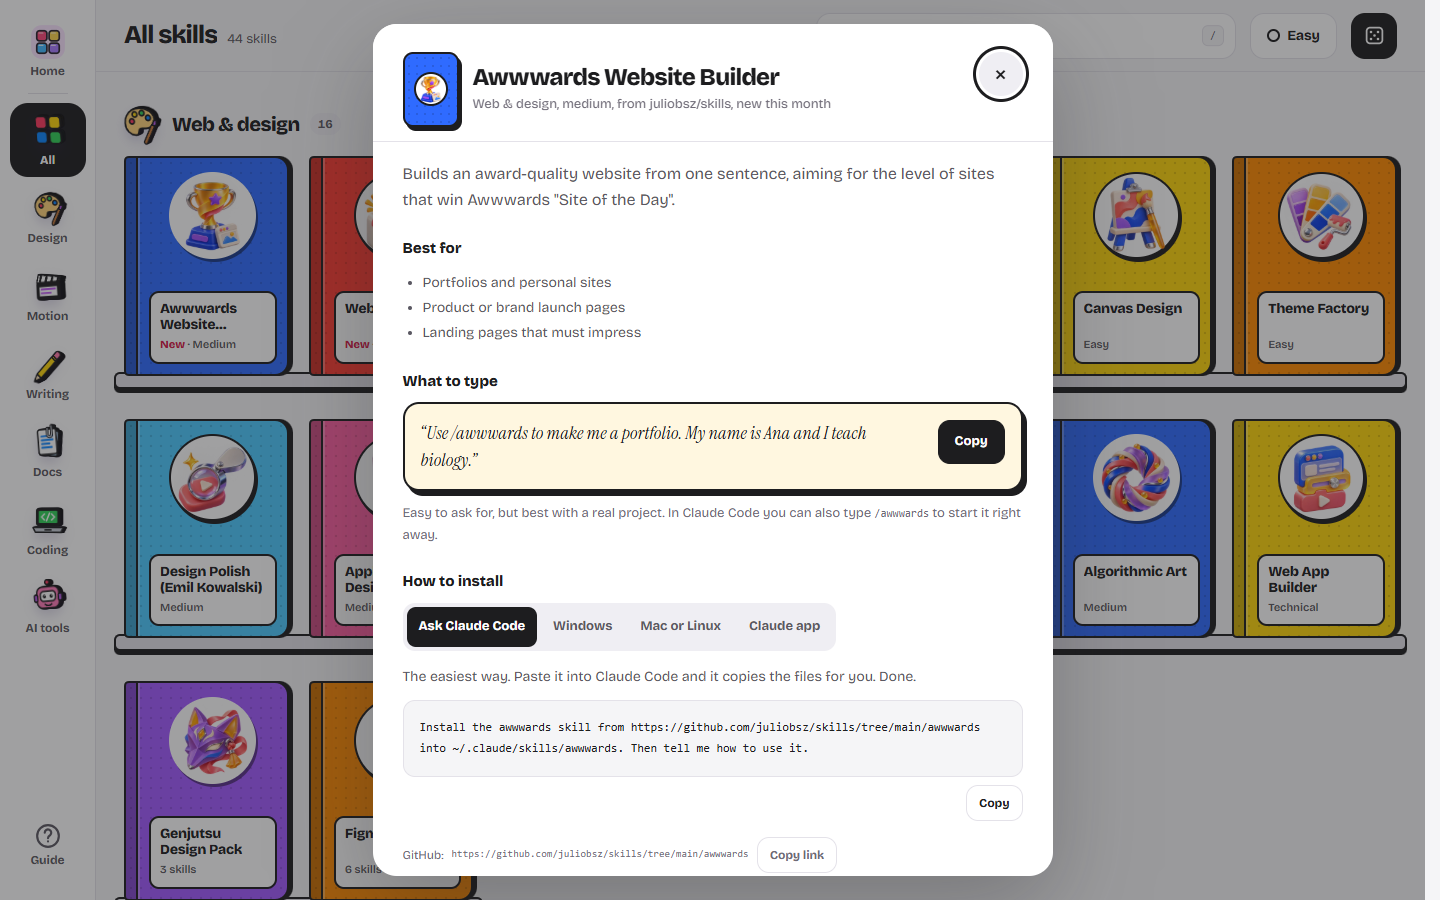 Home
All
Design
Motion
Writing
Docs
Coding
AI tools
Guide
All skills 44 skills
/
Easy
Web & design 16
Awwwards
Website...
New · Medium
Web
New
Canvas Design
Easy
Theme Factory
Easy
Design Polish
(Emil Kowalski)
Medium
Algorithmic Art
Medium
Web App
Builder
Technical
Genjutsu
Design Pack
3 skills
Awwwards Website Builder
Web & design, medium, from juliobsz/skills, new this month
×
Builds an award-quality website from one sentence, aiming for the level of sites
that win Awwwards "Site of the Day".
Best for
• Portfolios and personal sites
• Product or brand launch pages
• Landing pages that must impress
What to type
“Use /awwwards to make me a portfolio. My name is Ana and I teach
biology.”
Copy
Easy to ask for, but best with a real project. In Claude Code you can also type /awwwards to start it right
away.
How to install
Ask Claude Code Windows Mac or Linux Claude app
The easiest way. Paste it into Claude Code and it copies the files for you. Done.
Install the awwwards skill from https://github.com/juliobsz/skills/tree/main/awwwards
into ~/.claude/skills/awwwards. Then tell me how to use it.
Copy
GitHub: https://github.com/juliobsz/skills/tree/main/awwwards Copy link